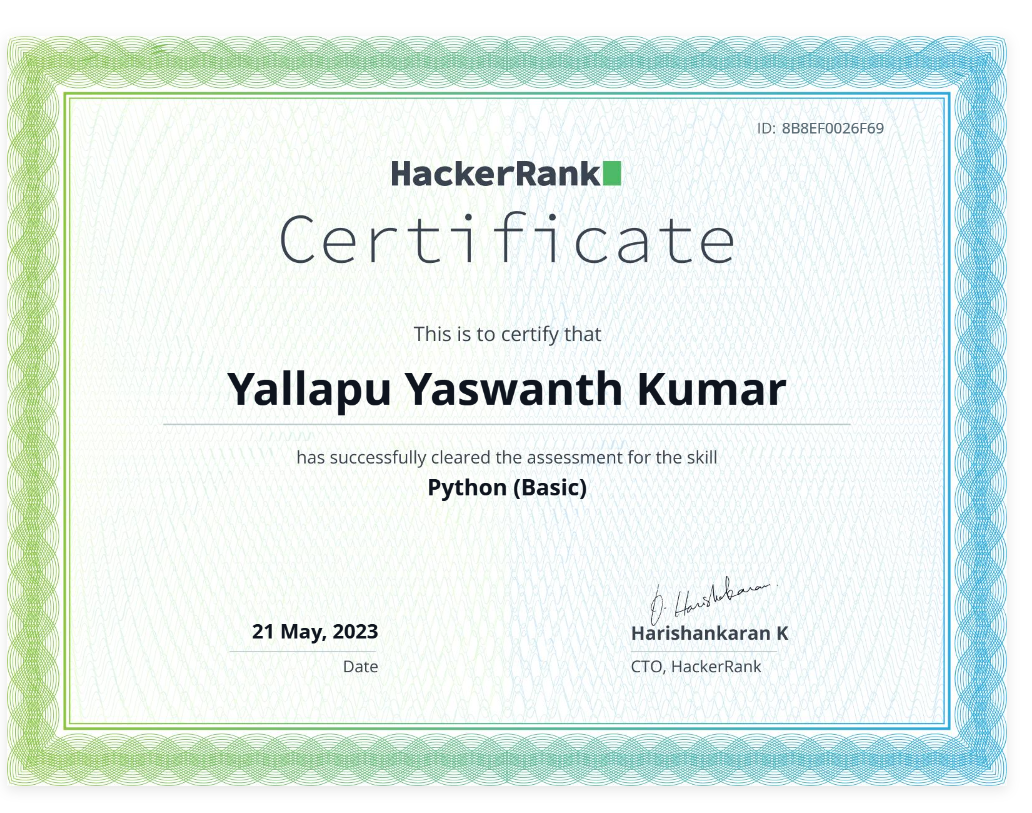 ID: 8B8EF0026F69
HackerRank
Certificate
This is to certify that
Yallapu Yaswanth Kumar
has successfully cleared the assessment for the skill
Python (Basic)
21 May, 2023
Date
Harishankaran K
CTO, HackerRank